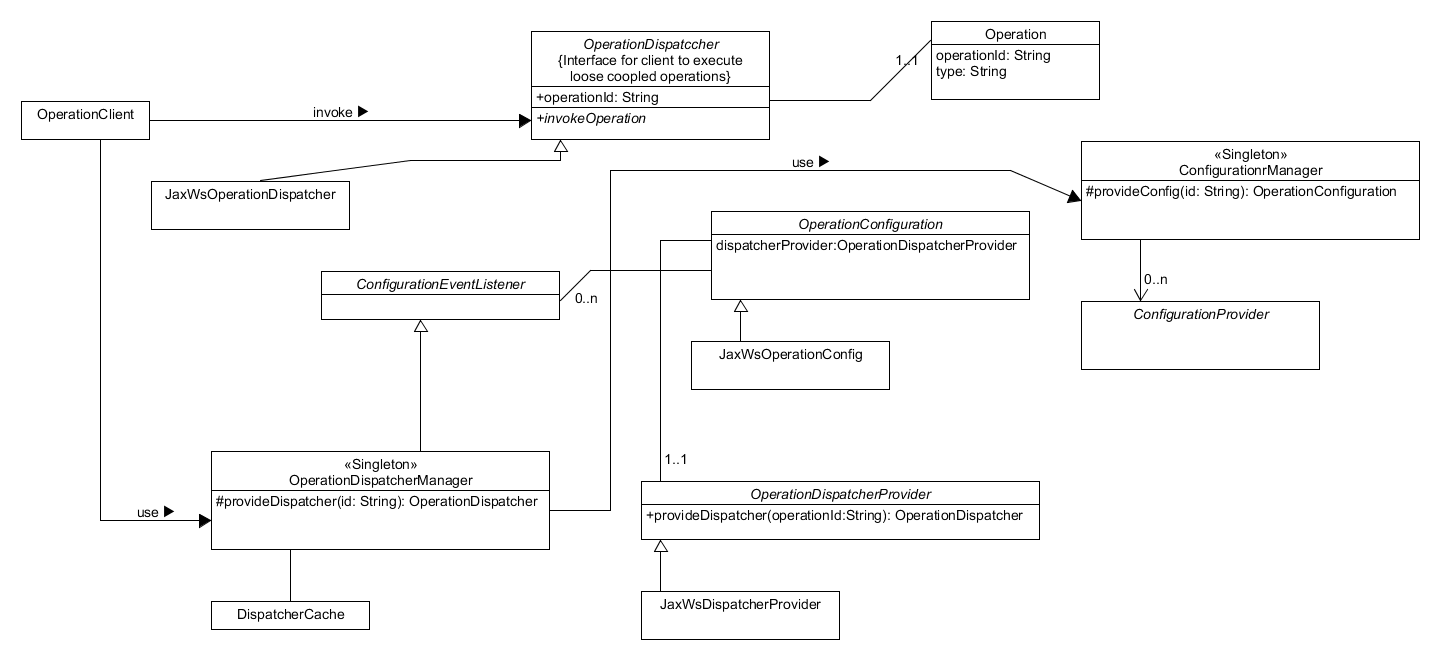 OperationDispatccher
{Interface for client to execute
loose coopled operations}
+operationId: String
+invokeOperation
Operation
operationId: String
type: String
1..1
OperationClient
invoke ▶
JaxWsOperationDispatcher
use ▶
«Singleton»
ConfigurationrManager
#provideConfig(id: String): OperationConfiguration
OperationConfiguration
dispatcherProvider:OperationDispatcherProvider
ConfigurationEventListener
0..n
0..n
ConfigurationProvider
JaxWsOperationConfig
«Singleton»
OperationDispatcherManager
#provideDispatcher(id: String): OperationDispatcher
use ▶
1..1
OperationDispatcherProvider
+provideDispatcher(operationId:String): OperationDispatcher
DispatcherCache
JaxWsDispatcherProvider